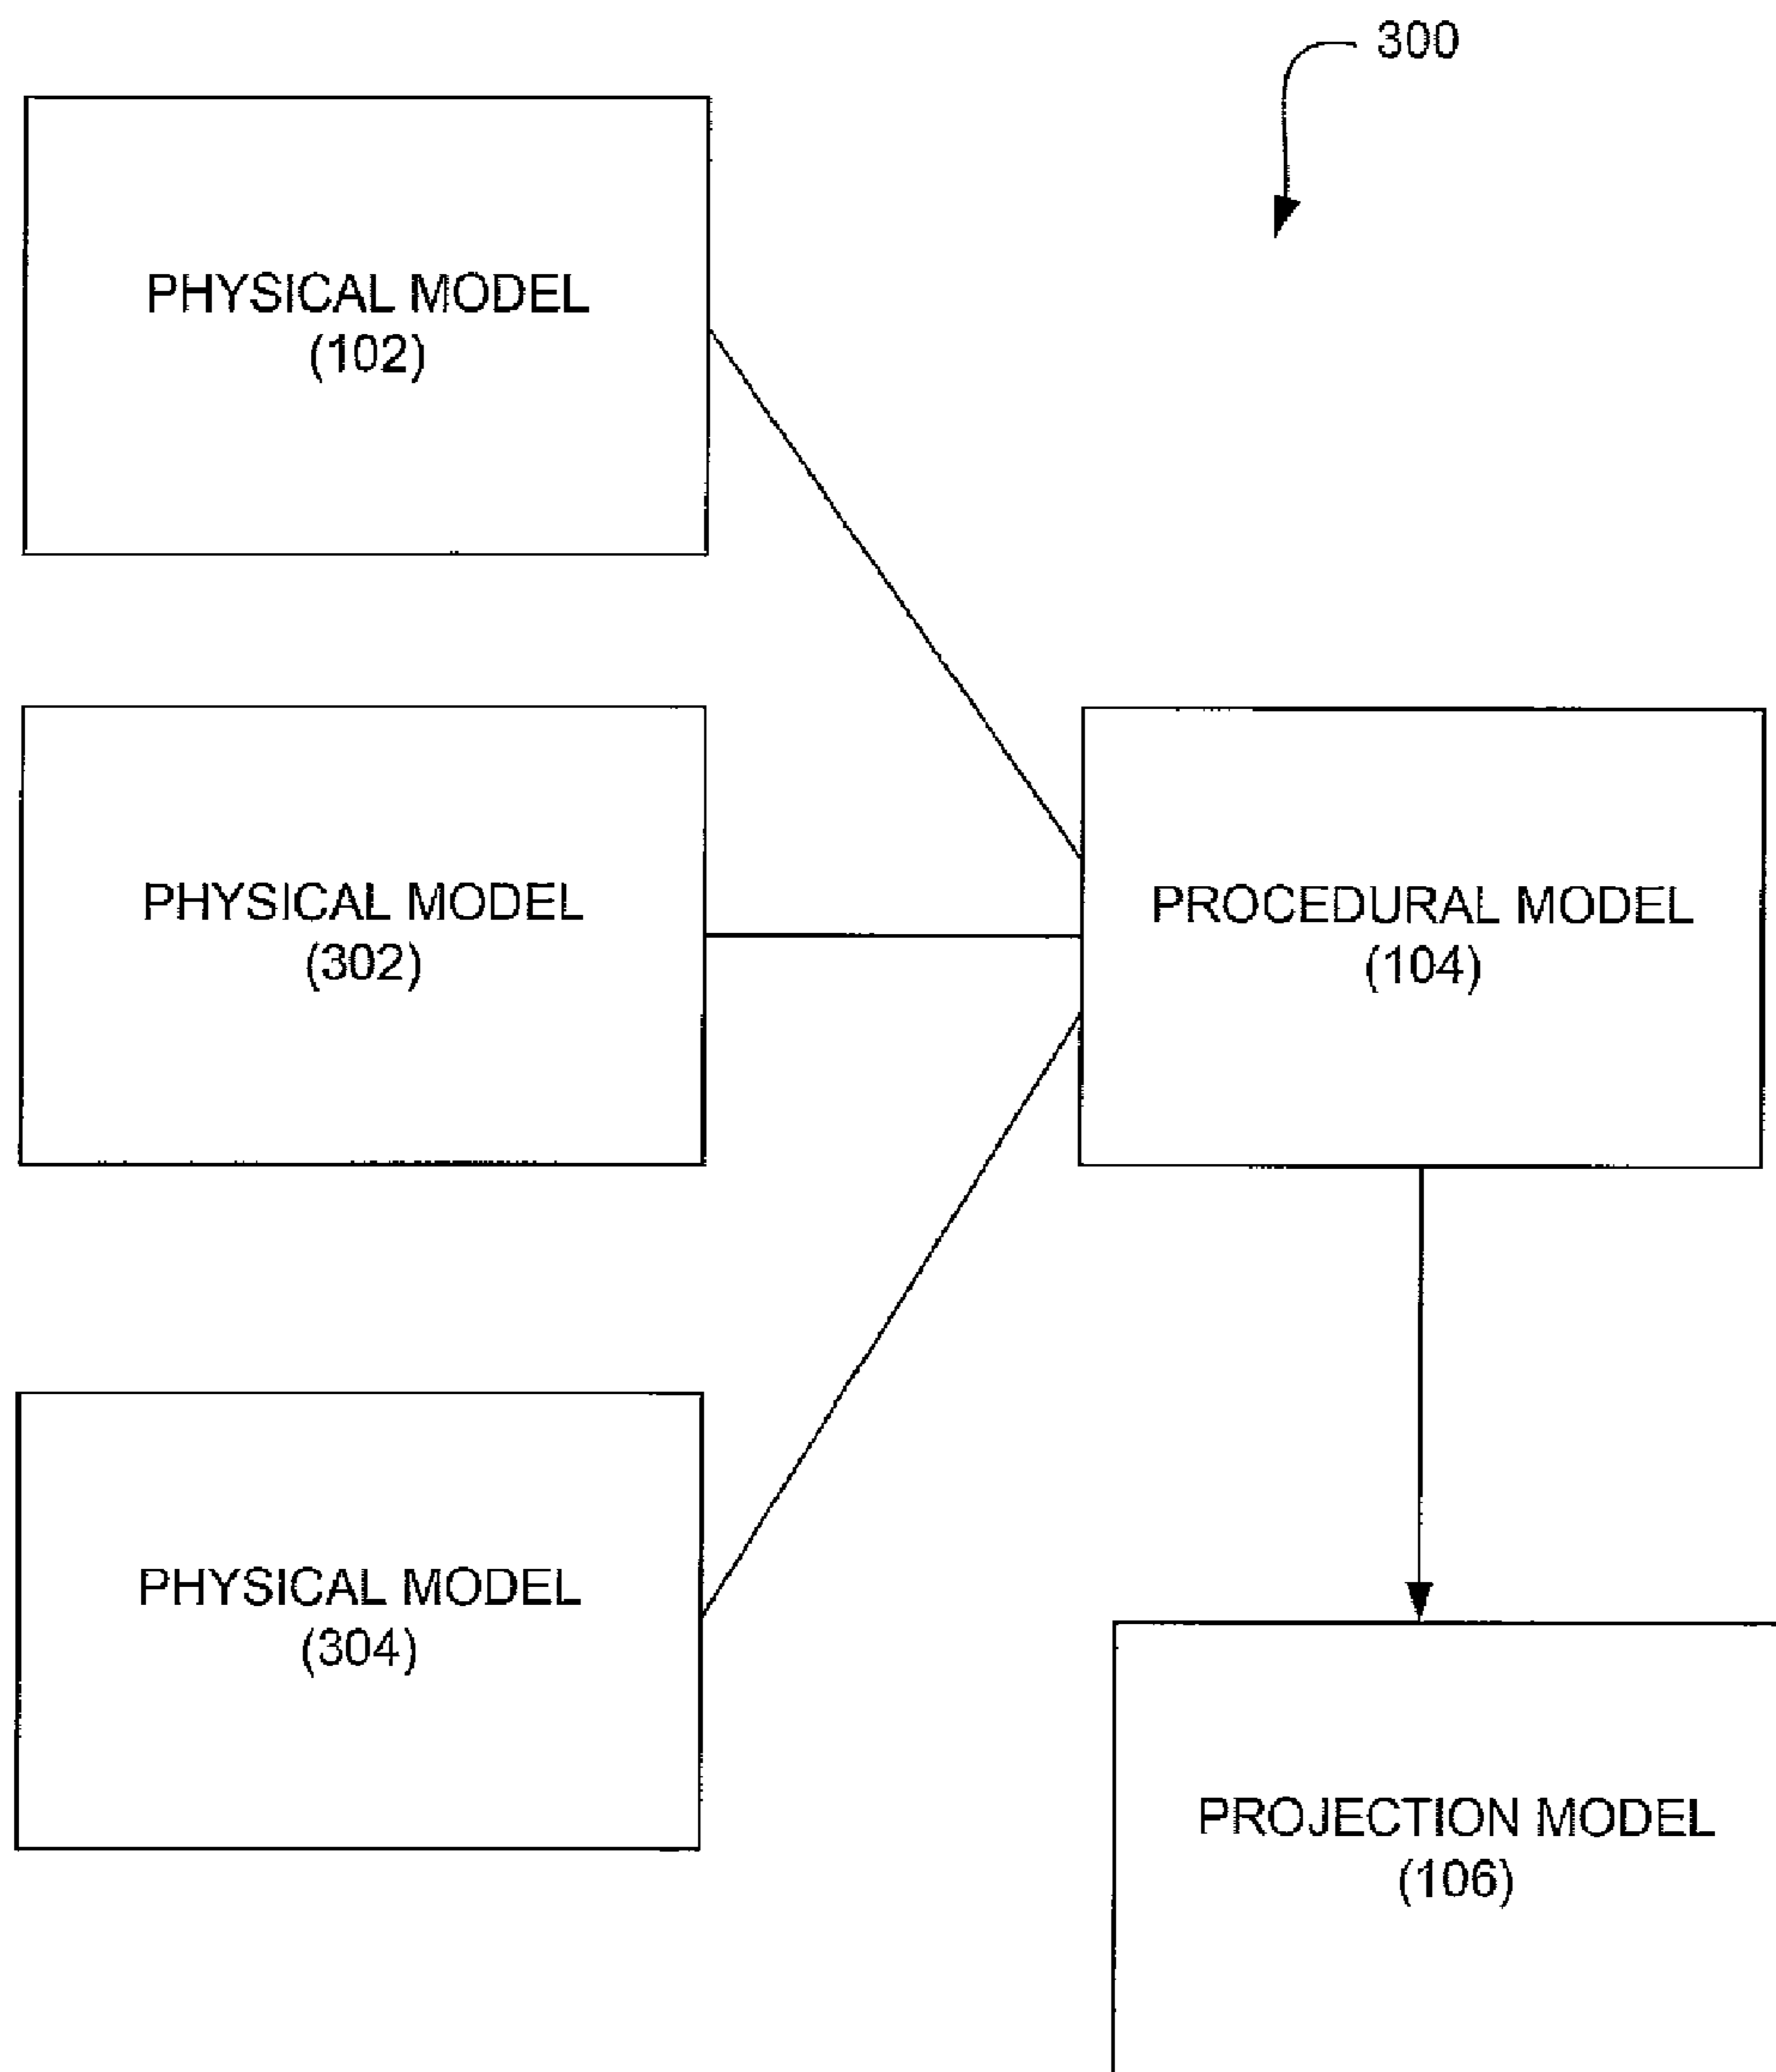 300
PHYSICAL MODEL
(102)
PHYSICAL MODEL
(302)
PROCEDURAL MODEL
(104)
PHYSICAL MODEL
(304)
PROJECTION MODEL
(106)